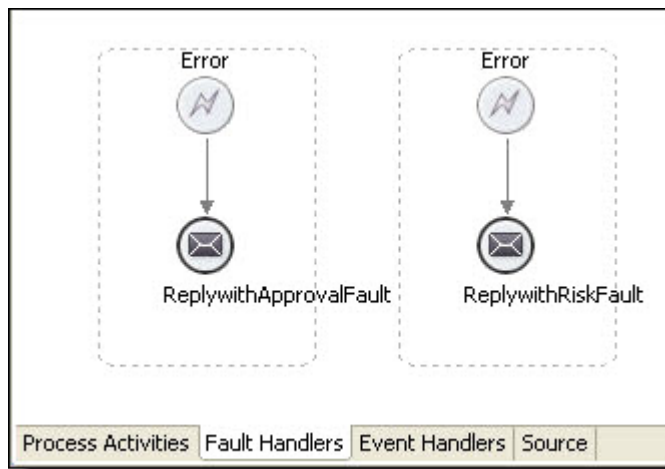 Error
Error
ReplywithApprovalFault
ReplywithRiskFault
Process Activities
Fault Handlers
Event Handlers
Source